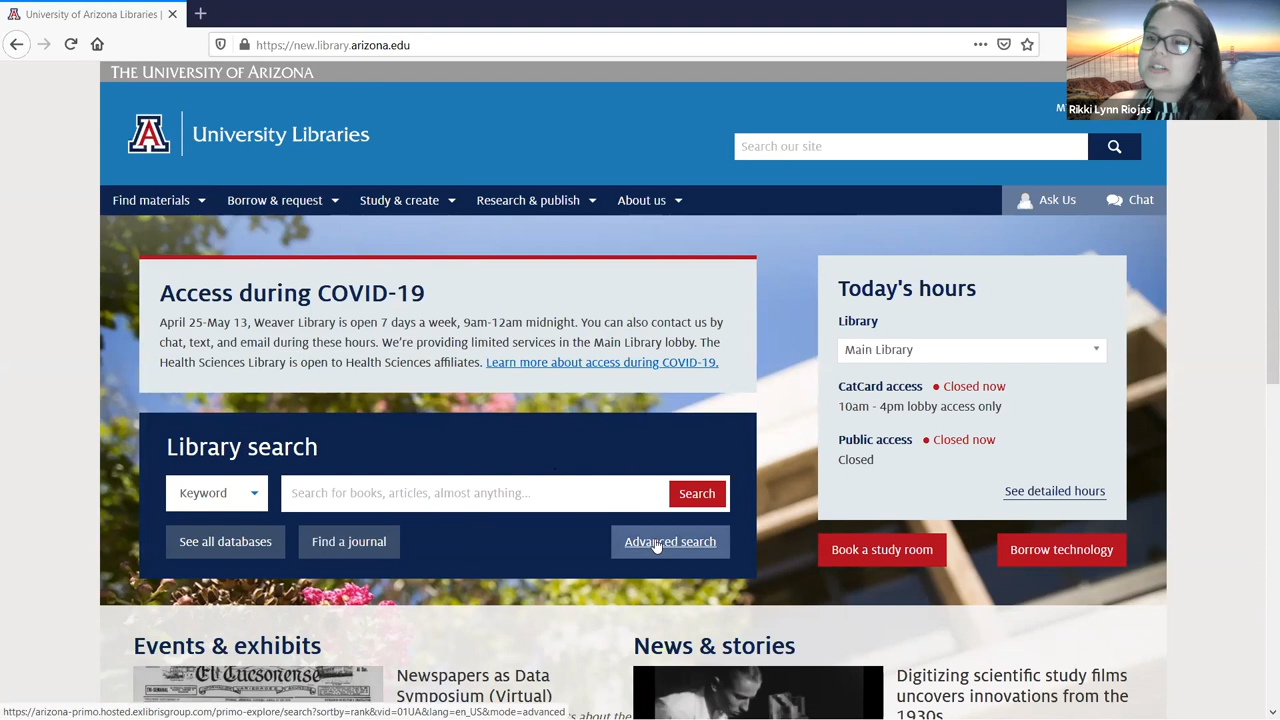 University of Arizona Libraries |
https://new.library.arizona.edu
THE UNIVERSITY OF ARIZONA
Rikki Lynn Riojas
A
University Libraries
Search our site
Find materials
Borrow & request
Study & create
Research & publish
About us
Ask Us
Chat
Access during COVID-19
April 25-May 13, Weaver Library is open 7 days a week, 9am-12am midnight. You can also contact us by
chat, text, and email during these hours. We're providing limited services in the Main Library lobby. The
Health Sciences Library is open to Health Sciences affiliates. Learn more about access during COVID-19.
Library search
Keyword
Search for books, articles, almost anything...
Search
See all databases
Find a journal
Advanced search
Today's hours
Library
Main Library
CatCard access
Closed now
10am - 4pm lobby access only
Public access
Closed now
Closed
See detailed hours
Book a study room
Borrow technology
Events & exhibits
El Tucsonense
Newspapers as Data
Symposium (Virtual)
about the
News & stories
Digitizing scientific study films
uncovers innovations from the
1930s
https://arizona-primo.hosted.exlibrisgroup.com/primo-explore/search?sortby=rank&vid=01UA&lang=en_US&mode=advanced